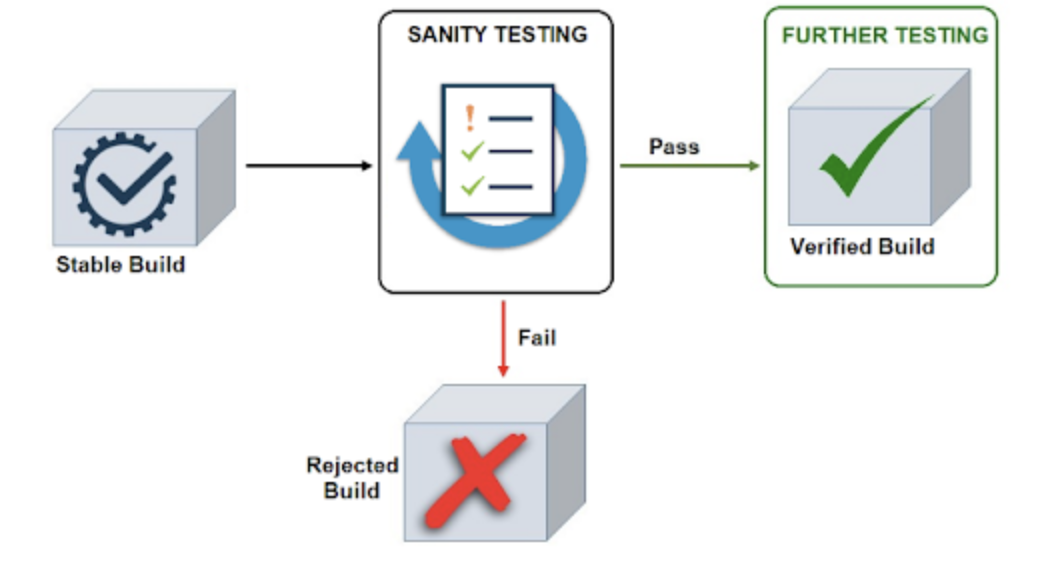 SANITY TESTING
FURTHER TESTING
Pass
Verified Build
Stable Build
Fail
Rejected
Build